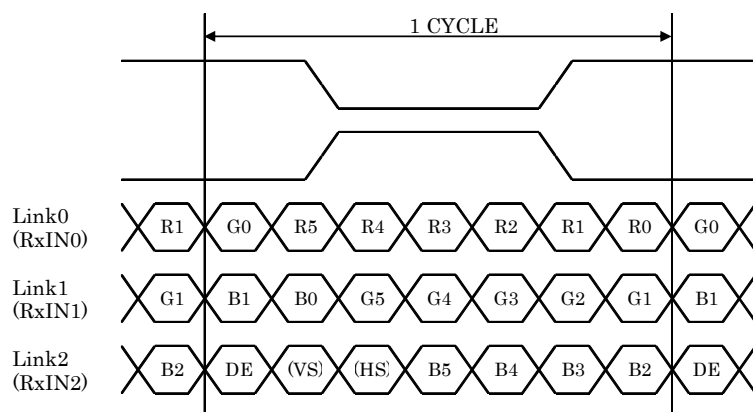 1 CYCLE
Link0
(RxIN0)
R1 G0 R5 R4 R3 R2 R1 R0 G0
Link1
(RxIN1)
G1 B1 B0 G5 G4 G3 G2 G1 B1
Link2
(RxIN2)
B2 DE (VS) (HS) B5 B4 B3 B2 DE